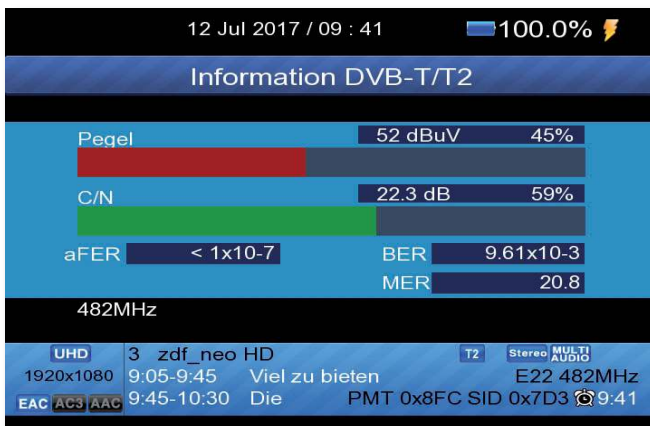 12 Jul 2017 / 09 : 41 100.0%
Information DVB-T/T2
Pegel 52 dBuV 45%
C/N 22.3 dB 59%
aFER < 1x10-7 BER 9.61x10-3
MER 20.8
482MHz
UHD 3 zdf_neo HD T2 Stereo MULTI AUDIO
1920x1080 9:05-9:45 Viel zu bieten E22 482MHz
EAC AC3 AAC 9:45-10:30 Die PMT 0x8FC SID 0x7D3 9:41